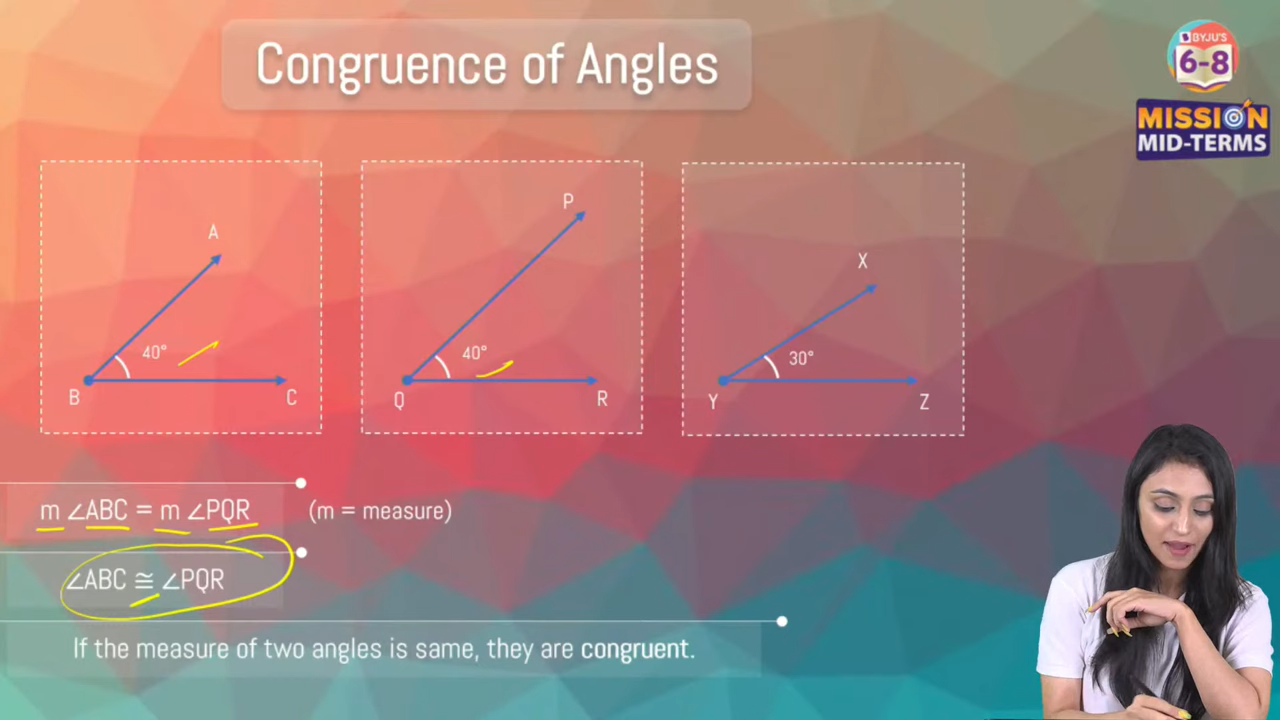 Congruence of Angles
BYJU'S
6-8
MISSION
MID-TERMS
A
40°
B
C
P
40°
Q
R
X
30°
Y
Z
m ∠ABC = m ∠PQR (m = measure)
∠ABC ≅ ∠PQR
If the measure of two angles is same, they are congruent.